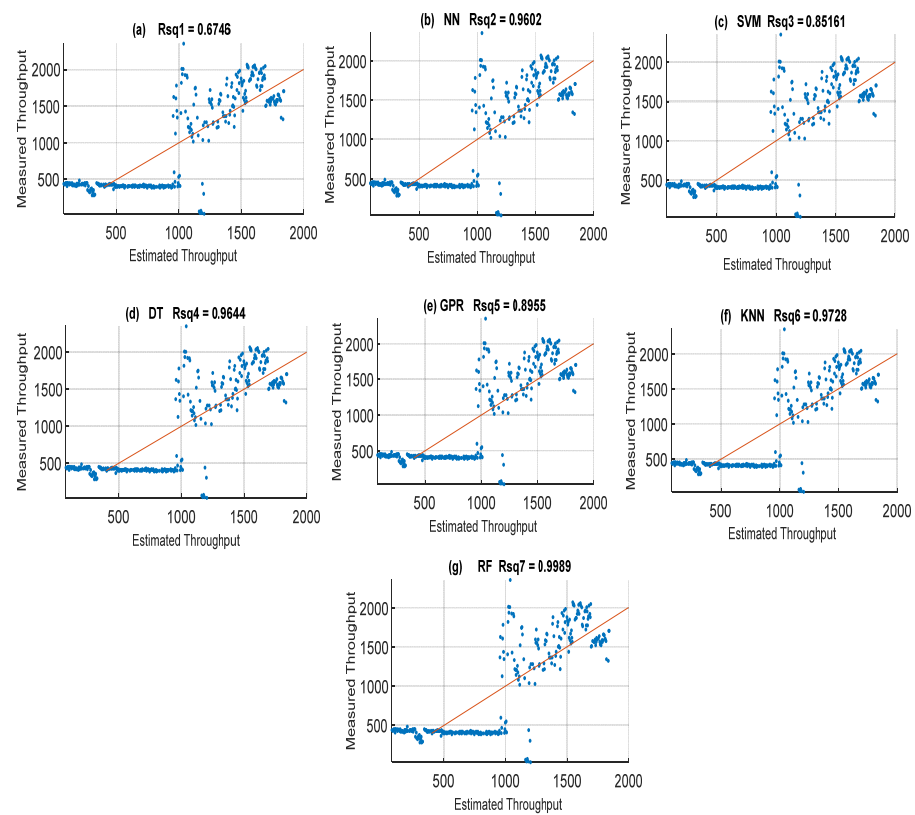 (a) Rsq1 = 0.6746
Measured Throughput
2000
1500
1000
500
500 1000 1500 2000
Estimated Throughput
(b) NN Rsq2 = 0.9602
Measured Throughput
2000
1500
1000
500
500 1000 1500 2000
Estimated Throughput
(c) SVM Rsq3 = 0.85161
Measured Throughput
2000
1500
1000
500
500 1000 1500 2000
Estimated Throughput
(d) DT Rsq4 = 0.9644
Measured Throughput
2000
1500
1000
500
500 1000 1500 2000
Estimated Throughput
(e) GPR Rsq5 = 0.8955
Measured Throughput
2000
1500
1000
500
500 1000 1500 2000
Estimated Throughput
(f) KNN Rsq6 = 0.9728
Measured Throughput
2000
1500
1000
500
500 1000 1500 2000
Estimated Throughput
(g) RF Rsq7 = 0.9989
Measured Throughput
2000
1500
1000
500
500 1000 1500 2000
Estimated Throughput